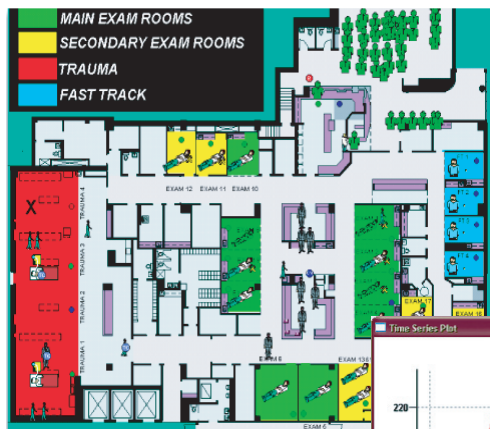 MAIN EXAM ROOMS
SECONDARY EXAM ROOMS
TRAUMA
FAST TRACK
EXAM 12
EXAM 11
EXAM 10
X
TRAUMA 4
TRAUMA 3
TRAUMA 2
TRAUMA 1
EXAM 17
EXAM 6
Time Series Plot
220